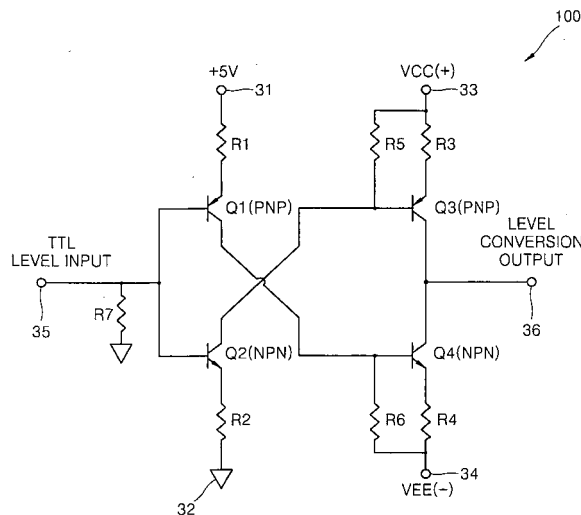 100
+5V
31
VCC(+)
33
R1
R5
R3
Q1(PNP)
Q3(PNP)
TTL
LEVEL INPUT
LEVEL
CONVERSION
OUTPUT
35
R7
36
Q2(NPN)
Q4(NPN)
R2
R6
R4
32
34
VEE(-)